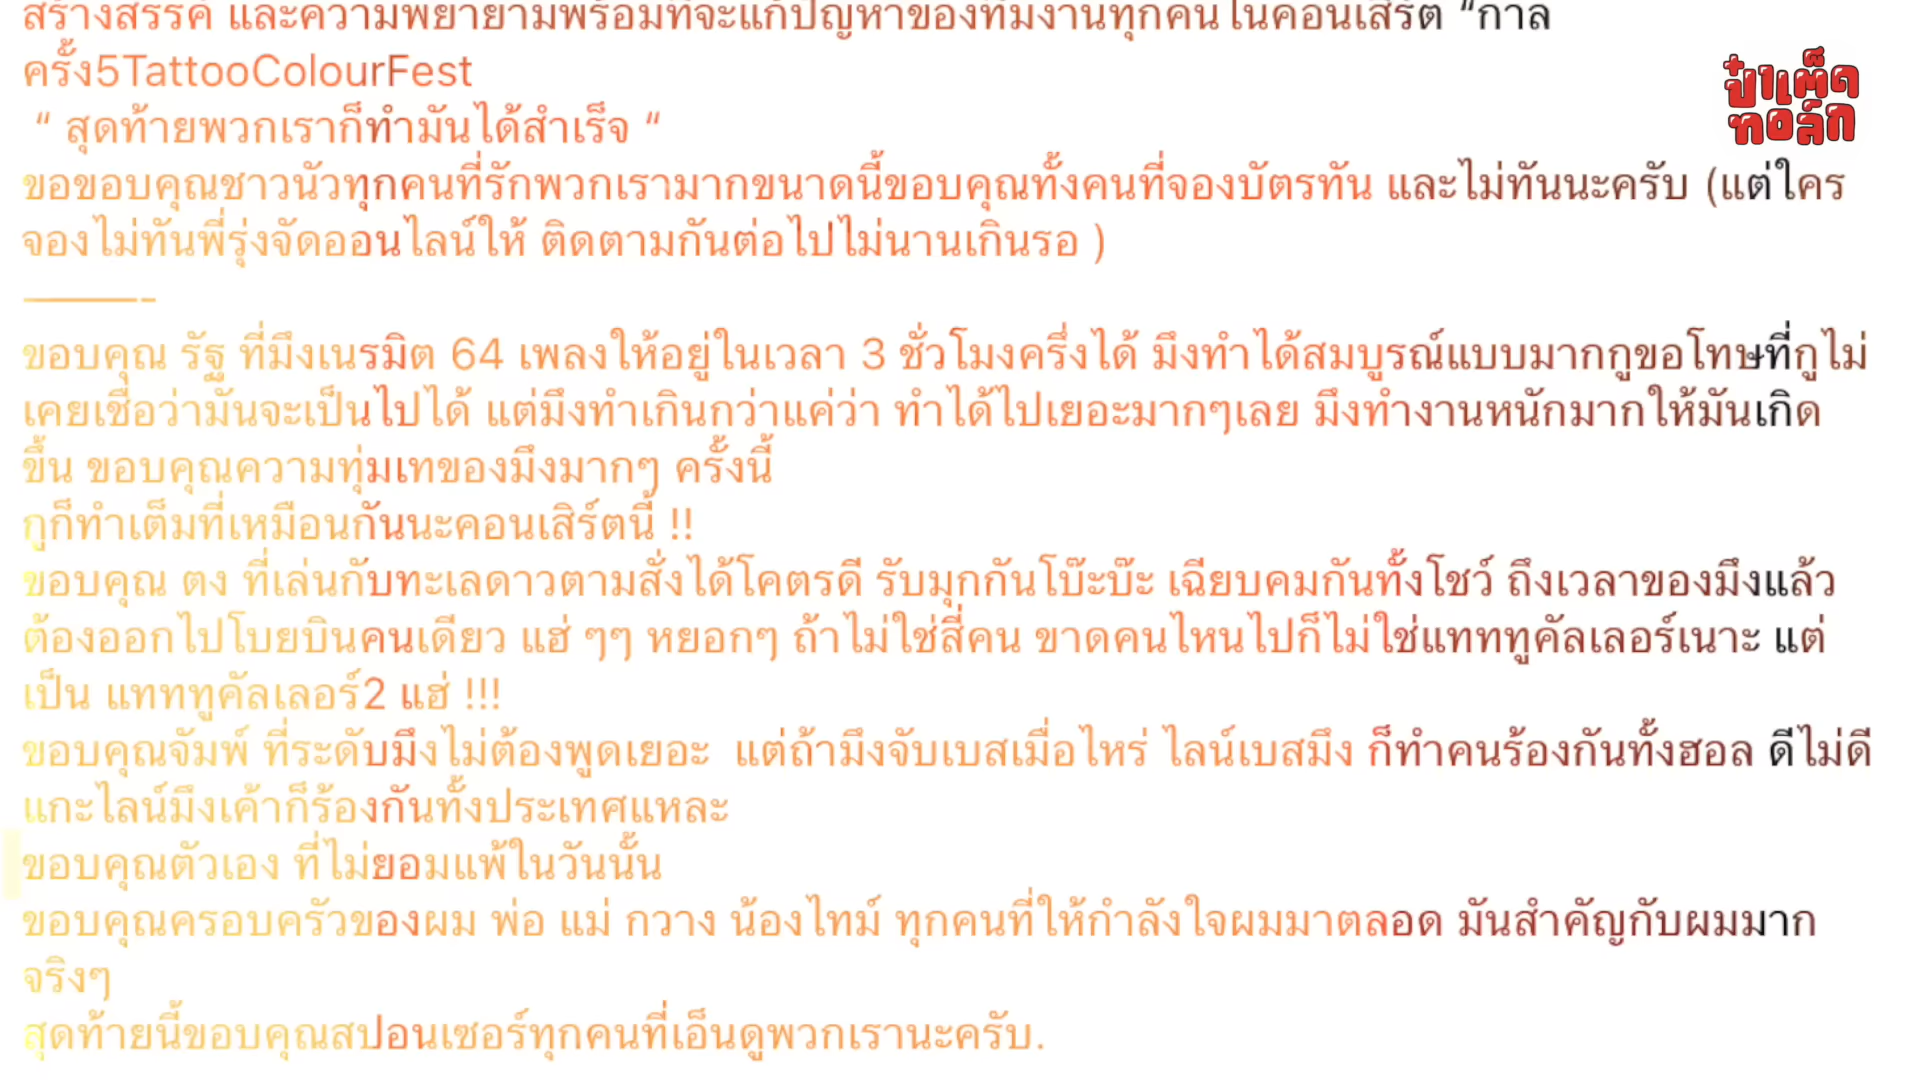 สร้างสรรค์ และความพยายามพร้อมที่จะแก้ปัญหาของทีมงานทุกคนในคอนเสิร์ต “กาล
ครั้ง5TattooColourFest
“ สุดท้ายพวกเราก็ทำมันได้สำเร็จ “
ขอขอบคุณชาวนัวทุกคนที่รักพวกเรามากขนาดนี้ขอบคุณทั้งคนที่จองบัตรทัน และไม่ทันนะครับ (แต่ใคร
จองไม่ทันพี่รุ่งจัดออนไลน์ให้ ติดตามกันต่อไปไม่นานเกินรอ )
————-
ขอบคุณ รัฐ ที่มึงเนรมิต 64 เพลงให้อยู่ในเวลา 3 ชั่วโมงครึ่งได้ มึงทำได้สมบูรณ์แบบมากกูขอโทษที่กูไม่
เคยเชื่อว่ามันจะเป็นไปได้ แต่มึงทำเกินกว่าแค่ว่า ทำได้ไปเยอะมากๆเลย มึงทำงานหนักมากให้มันเกิด
ขึ้น ขอบคุณความทุ่มเทของมึงมากๆ ครั้งนี้
กูก็ทำเต็มที่เหมือนกันนะคอนเสิร์ตนี้ !!
ขอบคุณ ตง ที่เล่นกับทะเลดาวตามสั่งได้โคตรดี รับมุกกันโบ๊ะบ๊ะ เฉียบคมกันทั้งโชว์ ถึงเวลาของมึงแล้ว
ต้องออกไปโบยบินคนเดียว แฮ่ ๆๆ หยอกๆ ถ้าไม่ใช่สี่คน ขาดคนไหนไปก็ไม่ใช่แทททูคัลเลอร์เนาะ แต่
เป็น แทททูคัลเลอร์2 แฮ่ !!!
ขอบคุณจัมพ์ ที่ระดับมึงไม่ต้องพูดเยอะ แต่ถ้ามึงจับเบสเมื่อไหร่ ไลน์เบสมึง ก็ทำคนร้องกันทั้งฮอล ดีไม่ดี
แกะไลน์มึงเค้าก็ร้องกันทั้งประเทศแหละ
ขอบคุณตัวเอง ที่ไม่ยอมแพ้ในวันนั้น
ขอบคุณครอบครัวของผม พ่อ แม่ กวาง น้องไทม์ ทุกคนที่ให้กำลังใจผมมาตลอด มันสำคัญกับผมมาก
จริงๆ
สุดท้ายนี้ขอบคุณสปอนเซอร์ทุกคนที่เอ็นดูพวกเรานะครับ.
ป๋าเต็ด
ทอล์ก